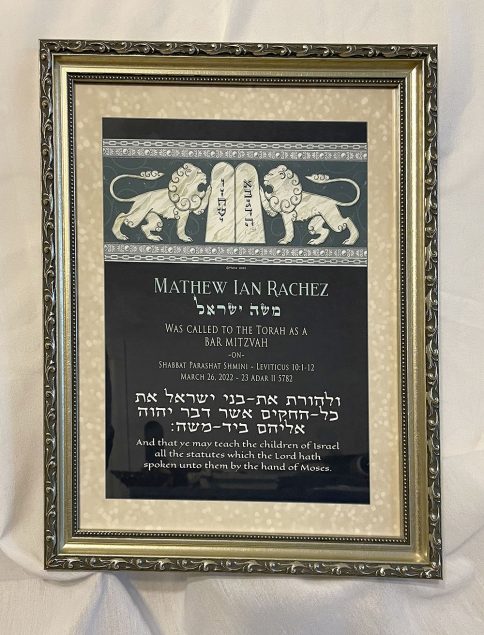 MATHEW IAN RACHEZ
משה ישראל
WAS CALLED TO THE TORAH AS A
BAR MITZVAH
-ON-
SHABBAT PARASHAT SHMINI - LEVITICUS 10:1-12
MARCH 26, 2022 - 23 ADAR II 5782
ולהורת את-בני ישראל את
כל-החקים אשר דבר יהוה
אליהם ביד-משה:
And that ye may teach the children of Israel
all the statutes which the Lord hath
spoken unto them by the hand of Moses.